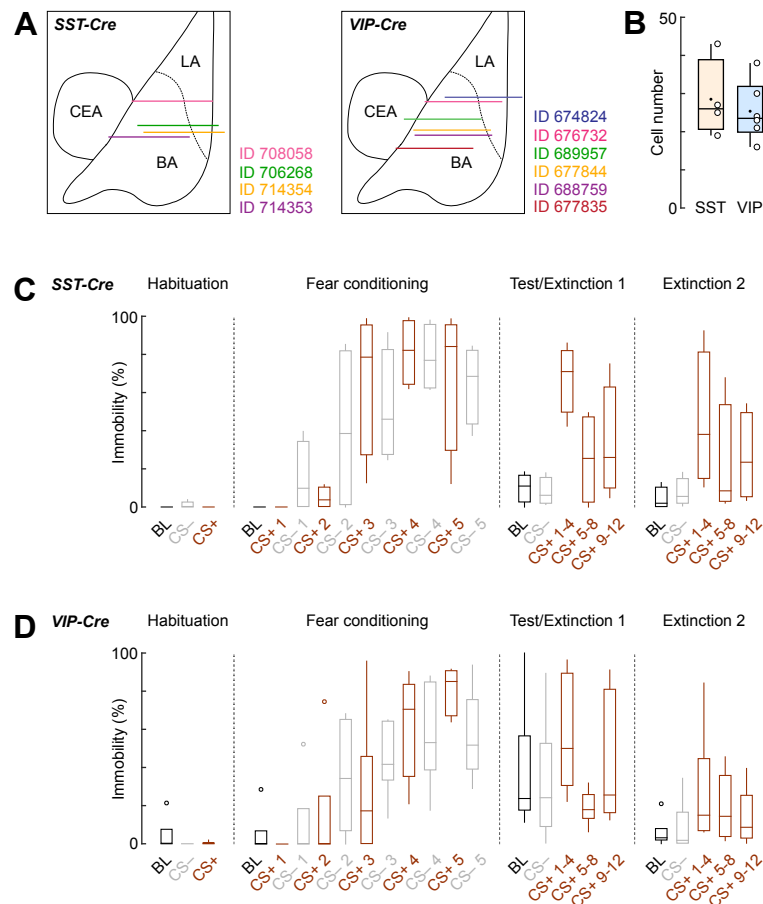 A
SST-Cre
LA
CEA
BA
ID 708058
ID 706268
ID 714354
ID 714353
VIP-Cre
LA
CEA
BA
ID 674824
ID 676732
ID 689957
ID 677844
ID 688759
ID 677835
B
50
Cell number
0
SST VIP
C
SST-Cre
Habituation
Fear conditioning
Test/Extinction 1
Extinction 2
100
Immobility (%)
0
BL
CS–
CS+
BL
CS+ 1
CS– 1
CS+ 2
CS– 2
CS+ 3
CS– 3
CS+ 4
CS– 4
CS+ 5
CS– 5
BL
CS–
CS+ 1-4
CS+ 5-8
CS+ 9-12
BL
CS–
CS+ 1-4
CS+ 5-8
CS+ 9-12
D
VIP-Cre
Habituation
Fear conditioning
Test/Extinction 1
Extinction 2
100
Immobility (%)
0
BL
CS–
CS+
BL
CS+ 1
CS– 1
CS+ 2
CS– 2
CS+ 3
CS– 3
CS+ 4
CS– 4
CS+ 5
CS– 5
BL
CS–
CS+ 1-4
CS+ 5-8
CS+ 9-12
BL
CS–
CS+ 1-4
CS+ 5-8
CS+ 9-12